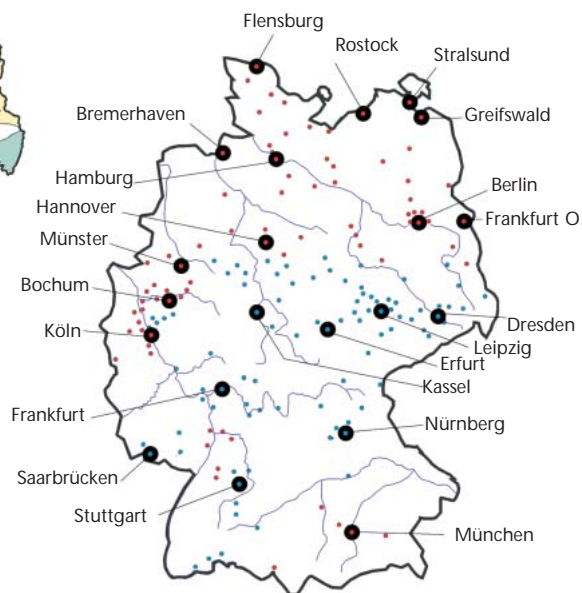 Flensburg
Rostock
Stralsund
Bremerhaven
Greifswald
Hamburg
Berlin
Hannover
Frankfurt O.
Münster
Bochum
Köln
Dresden
Leipzig
Erfurt
Kassel
Frankfurt
Nürnberg
Saarbrücken
Stuttgart
München